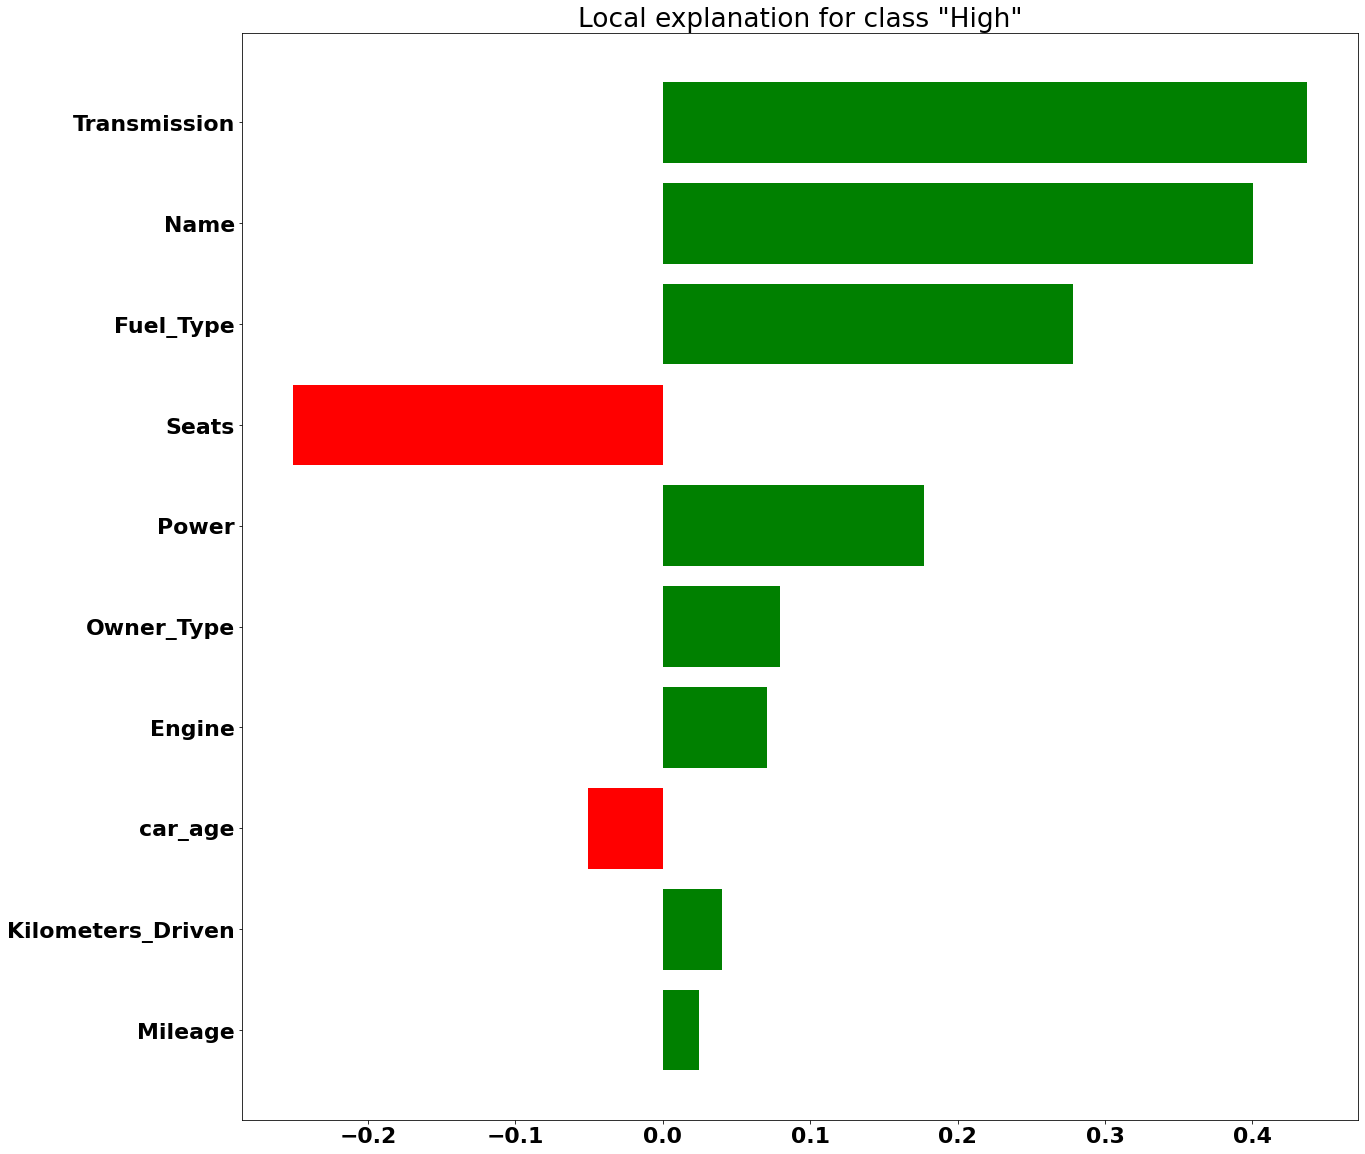 Local explanation for class "High"
Transmission
Name
Fuel_Type
Seats
Power
Owner_Type
Engine
car_age
Kilometers_Driven
Mileage
−0.2 −0.1 0.0 0.1 0.2 0.3 0.4